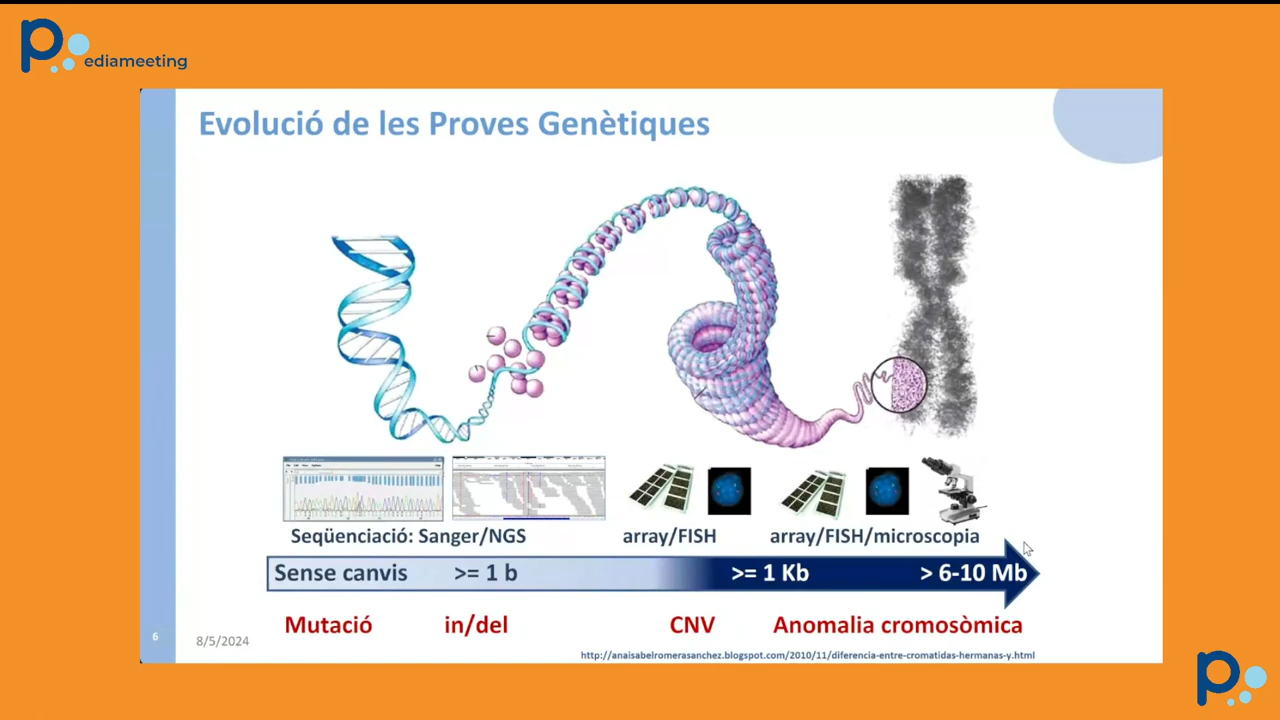 ediameeting
Evolució de les Proves Genètiques
Seqüenciació: Sanger/NGS
array/FISH
array/FISH/microscopia
Sense canvis
>= 1 b
>= 1 Kb
> 6-10 Mb
Mutació
in/del
CNV
Anomalia cromosòmica
6
8/5/2024
http://anaisabelromerasanchez.blogspot.com/2010/11/diferencia-entre-cromatidas-hermanas-y.html